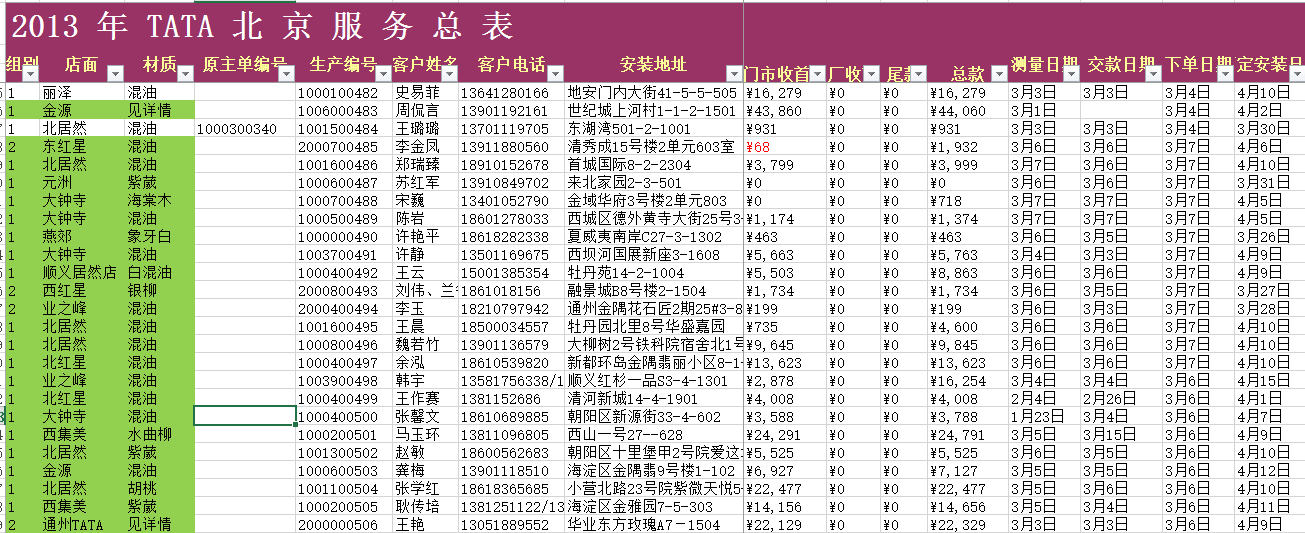 2013 年 TATA 北 京 服 务 总 表
组别 店面 材质 原主单编号 生产编号 客户姓名 客户电话 安装地址 门市收首 厂收 尾款 总款 测量日期 交款日期 下单日期 定安装日
1 丽泽 混油 1000100482 史易菲 13641280166 地安门内大街41-5-5-505 ¥16,279 ¥0 ¥0 ¥16,279 3月3日 3月3日 3月4日 4月10日
1 金源 见详情 1006000483 周侃言 13901192161 世纪城上河村1-1-2-1501 ¥43,860 ¥0 ¥0 ¥44,060 3月1日 3月4日 4月2日
1 北居然 混油 1000300340 1001500484 王璐璐 13701119705 东湖湾501-2-1001 ¥931 ¥0 ¥0 ¥931 3月3日 3月3日 3月4日 3月30日
2 东红星 混油 2000700485 李金凤 13911880560 清秀成15号楼2单元603室 ¥68 ¥0 ¥0 ¥1,932 3月6日 3月6日 3月7日 4月6日
1 北居然 混油 1001600486 郑瑞臻 18910152678 首城国际8-2-2304 ¥3,799 ¥0 ¥0 ¥3,999 3月6日 3月6日 3月7日 4月10日
1 元洲 紫葳 1000600487 苏红军 13910849702 来北家园2-3-501 ¥0 ¥0 ¥0 ¥0 3月6日 3月6日 3月7日 3月31日
1 大钟寺 海棠木 1000700488 宋巍 13401052790 金域华府3号楼2单元803 ¥0 ¥0 ¥0 ¥718 3月7日 3月7日 3月7日 4月5日
1 大钟寺 混油 1000500489 陈岩 18601278033 西城区德外黄寺大街25号3- ¥1,174 ¥0 ¥0 ¥1,374 3月7日 3月7日 3月7日 4月5日
1 燕郊 象牙白 1000000490 许艳平 18618282338 夏威夷南岸C27-3-1302 ¥463 ¥0 ¥0 ¥463 3月6日 3月6日 3月7日 3月26日
1 大钟寺 混油 1003700491 许静 13501169675 西坝河国展新座3-1608 ¥5,663 ¥0 ¥0 ¥5,763 3月4日 3月4日 3月7日 4月9日
1 顺义居然店 白混油 1000400492 王云 15001385354 牡丹苑14-2-1004 ¥5,503 ¥0 ¥0 ¥8,863 3月6日 3月6日 3月7日 4月9日
2 西红星 银柳 2000800493 刘伟、兰 1861018156 融景城B8号楼2-1504 ¥1,734 ¥0 ¥0 ¥1,734 3月6日 3月5日 3月7日 3月27日
2 业之峰 混油 2000400494 李玉 18210797942 通州金隅花石匠2期25#3-8 ¥199 ¥0 ¥0 ¥199 3月6日 3月6日 3月7日 3月28日
1 北居然 混油 1001600495 王晨 18500034557 牡丹园北里8号华盛嘉园 ¥735 ¥0 ¥0 ¥4,600 3月6日 3月6日 3月7日 4月10日
1 北居然 混油 1000800496 魏若竹 13901136579 大柳树2号铁科院宿舍北1号 ¥9,645 ¥0 ¥0 ¥9,845 3月6日 3月6日 3月7日 4月10日
1 北红星 混油 1000400497 余泓 18610539820 新都环岛金隅翡丽小区8-1- ¥13,623 ¥0 ¥0 ¥13,623 3月6日 3月6日 3月7日 4月10日
1 业之峰 混油 1003900498 韩宇 13581756338/1 顺义红杉一品S3-4-1301 ¥2,878 ¥0 ¥0 ¥16,254 3月4日 3月4日 3月6日 4月15日
1 北红星 混油 1000400499 王作赛 1381152686 清河新城14-4-1901 ¥4,008 ¥0 ¥0 ¥4,008 2月4日 2月26日 3月6日 4月1日
1 大钟寺 混油 1000400500 张馨文 18610689885 朝阳区新源街33-4-602 ¥3,588 ¥0 ¥0 ¥3,788 1月23日 3月4日 3月6日 4月7日
1 西集美 水曲柳 1000200501 马玉环 13811096805 西山一号27--628 ¥24,291 ¥0 ¥0 ¥24,791 3月5日 3月15日 3月6日 4月9日
1 北居然 紫葳 1001300502 赵敏 18600562683 朝阳区十里堡甲2号院爱这 ¥5,525 ¥0 ¥0 ¥5,525 3月6日 3月5日 3月6日 4月10日
1 金源 混油 1000600503 龚梅 13901118510 海淀区金隅翡9号楼1-102 ¥6,927 ¥0 ¥0 ¥7,127 3月5日 3月5日 3月6日 4月12日
1 北居然 胡桃 1001100504 张学红 18618365685 小营北路23号院紫微天悦5- ¥22,477 ¥0 ¥0 ¥22,477 3月3日 3月3日 3月6日 4月10日
1 西集美 紫葳 1000200505 耿传培 1381251122/13 海淀区金雅园7-5-303 ¥14,156 ¥0 ¥0 ¥14,656 3月5日 3月5日 3月6日 4月11日
2 通州TATA 见详情 2000000506 王艳 13051889552 华业东方玫瑰A7-1504 ¥22,129 ¥0 ¥0 ¥22,329 3月3日 3月3日 3月6日 4月9日